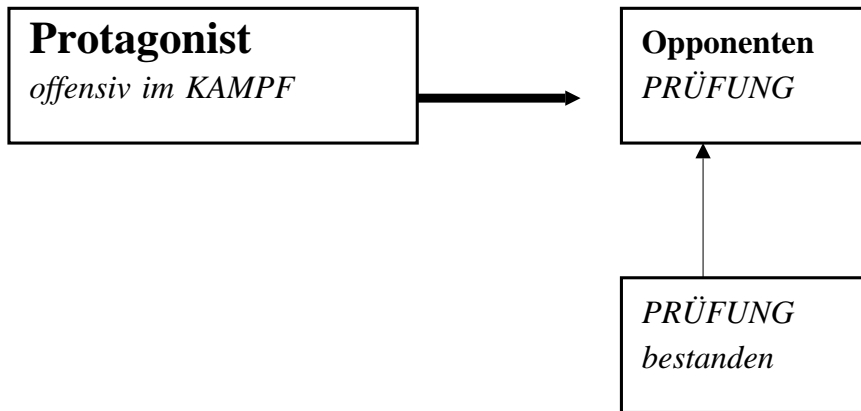 Protagonist
offensiv im KAMPF
Opponenten
PRÜFUNG
PRÜFUNG
bestanden